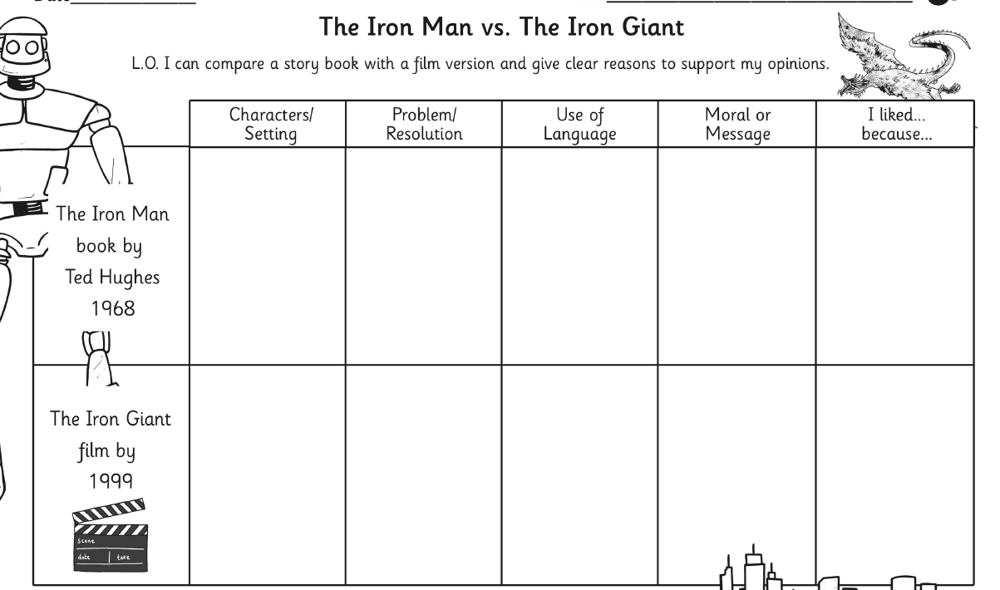 Date
The Iron Man vs. The Iron Giant
L.O. I can compare a story book with a film version and give clear reasons to support my opinions.
Characters/
Setting
Problem/
Resolution
Use of
Language
Moral or
Message
I liked...
because...
The Iron Man
book by
Ted Hughes
1968
The Iron Giant
film by
1999
Scene
date
take